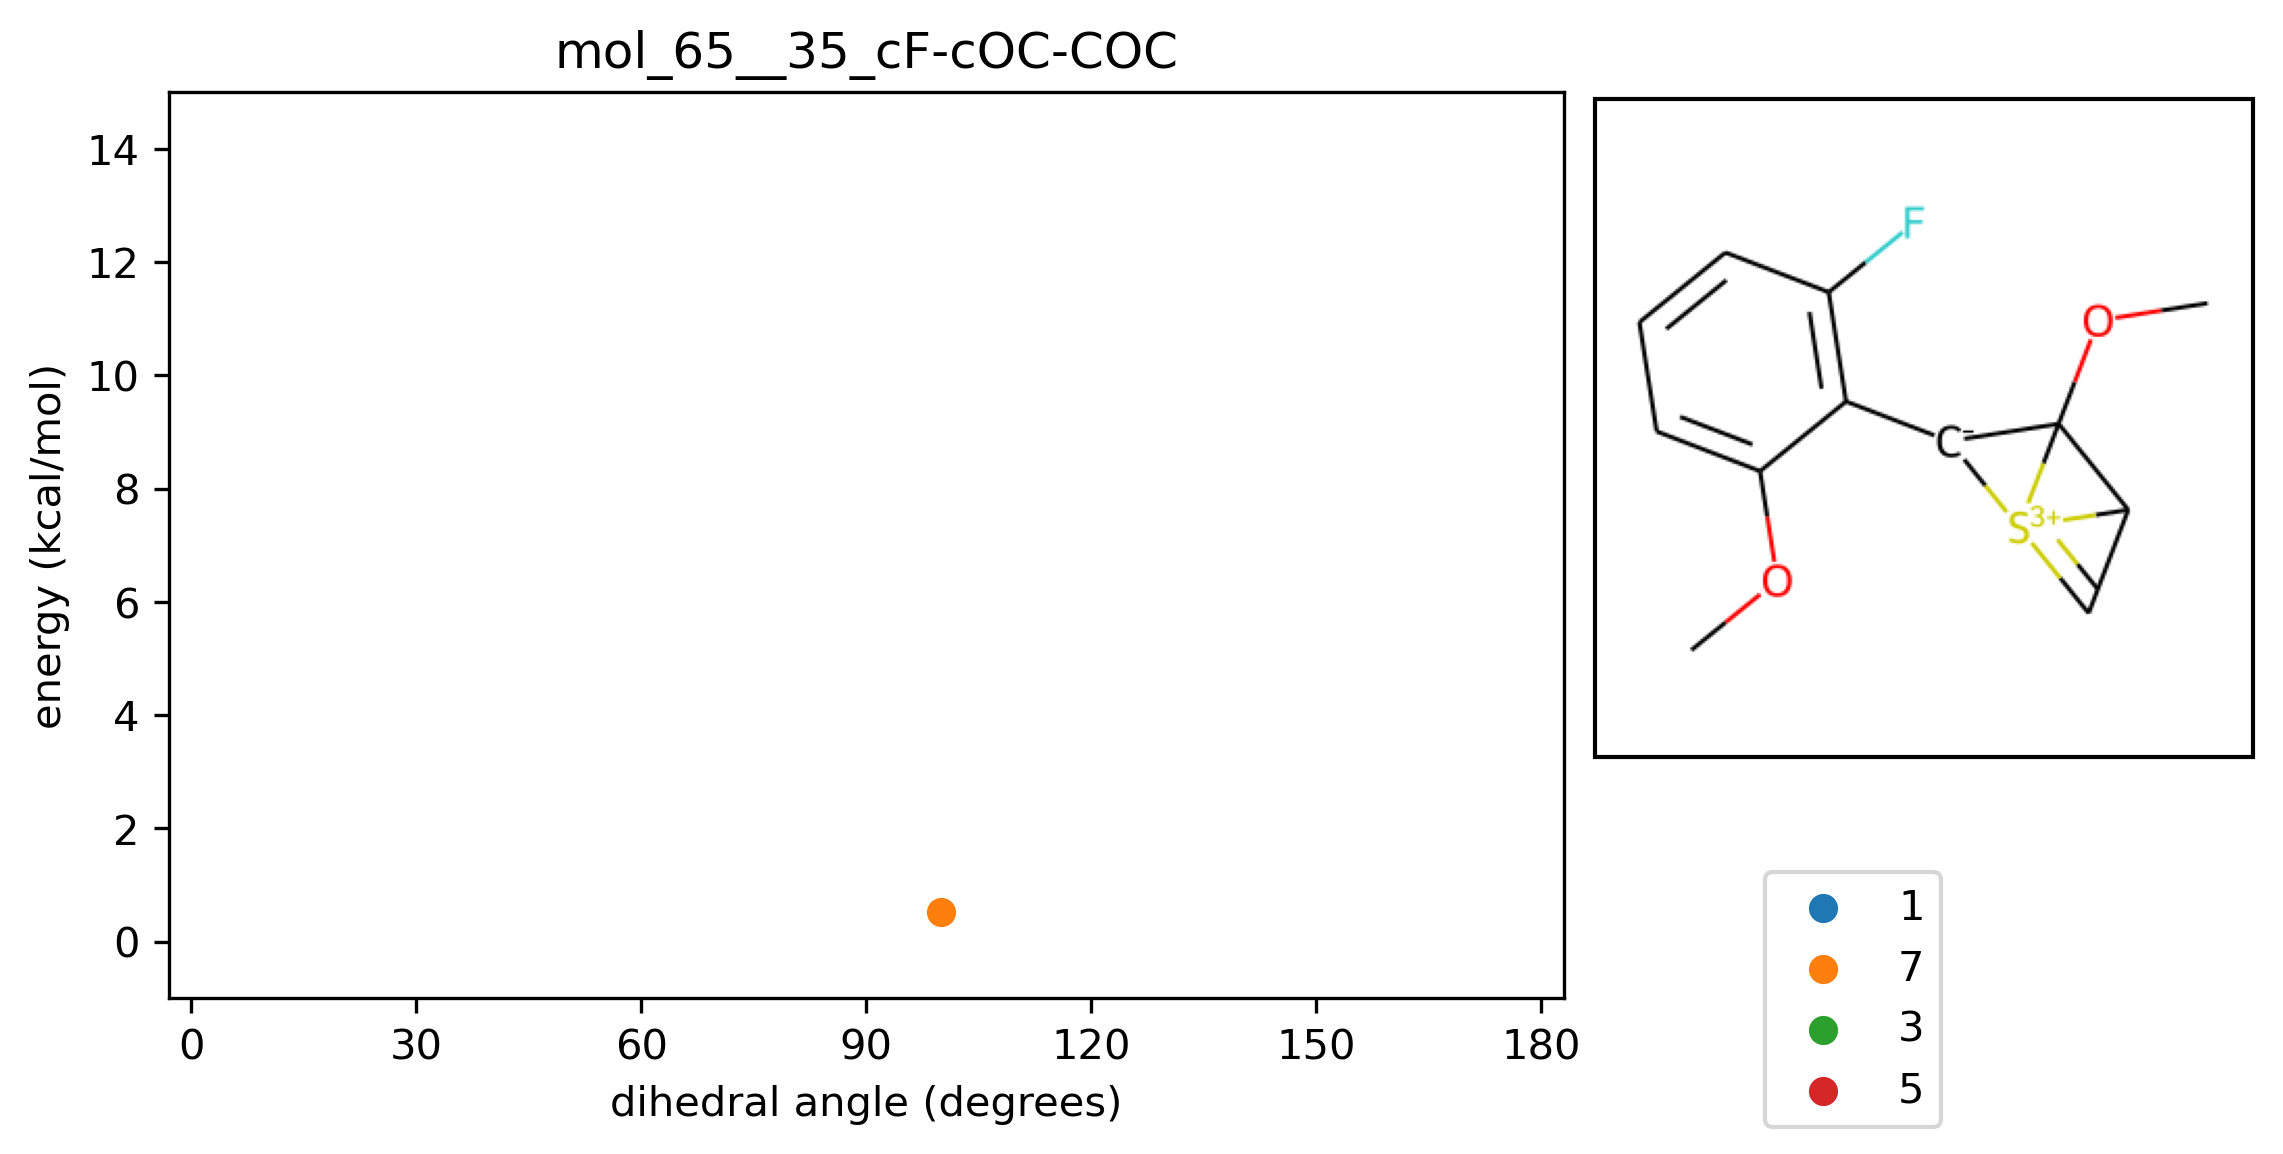 mol_65__35_cF-cOC-COC
energy (kcal/mol)
14
12
10
8
6
4
2
0
0 30 60 90 120 150 180
dihedral angle (degrees)
F
O
C⁻
S³⁺
O
1
7
3
5